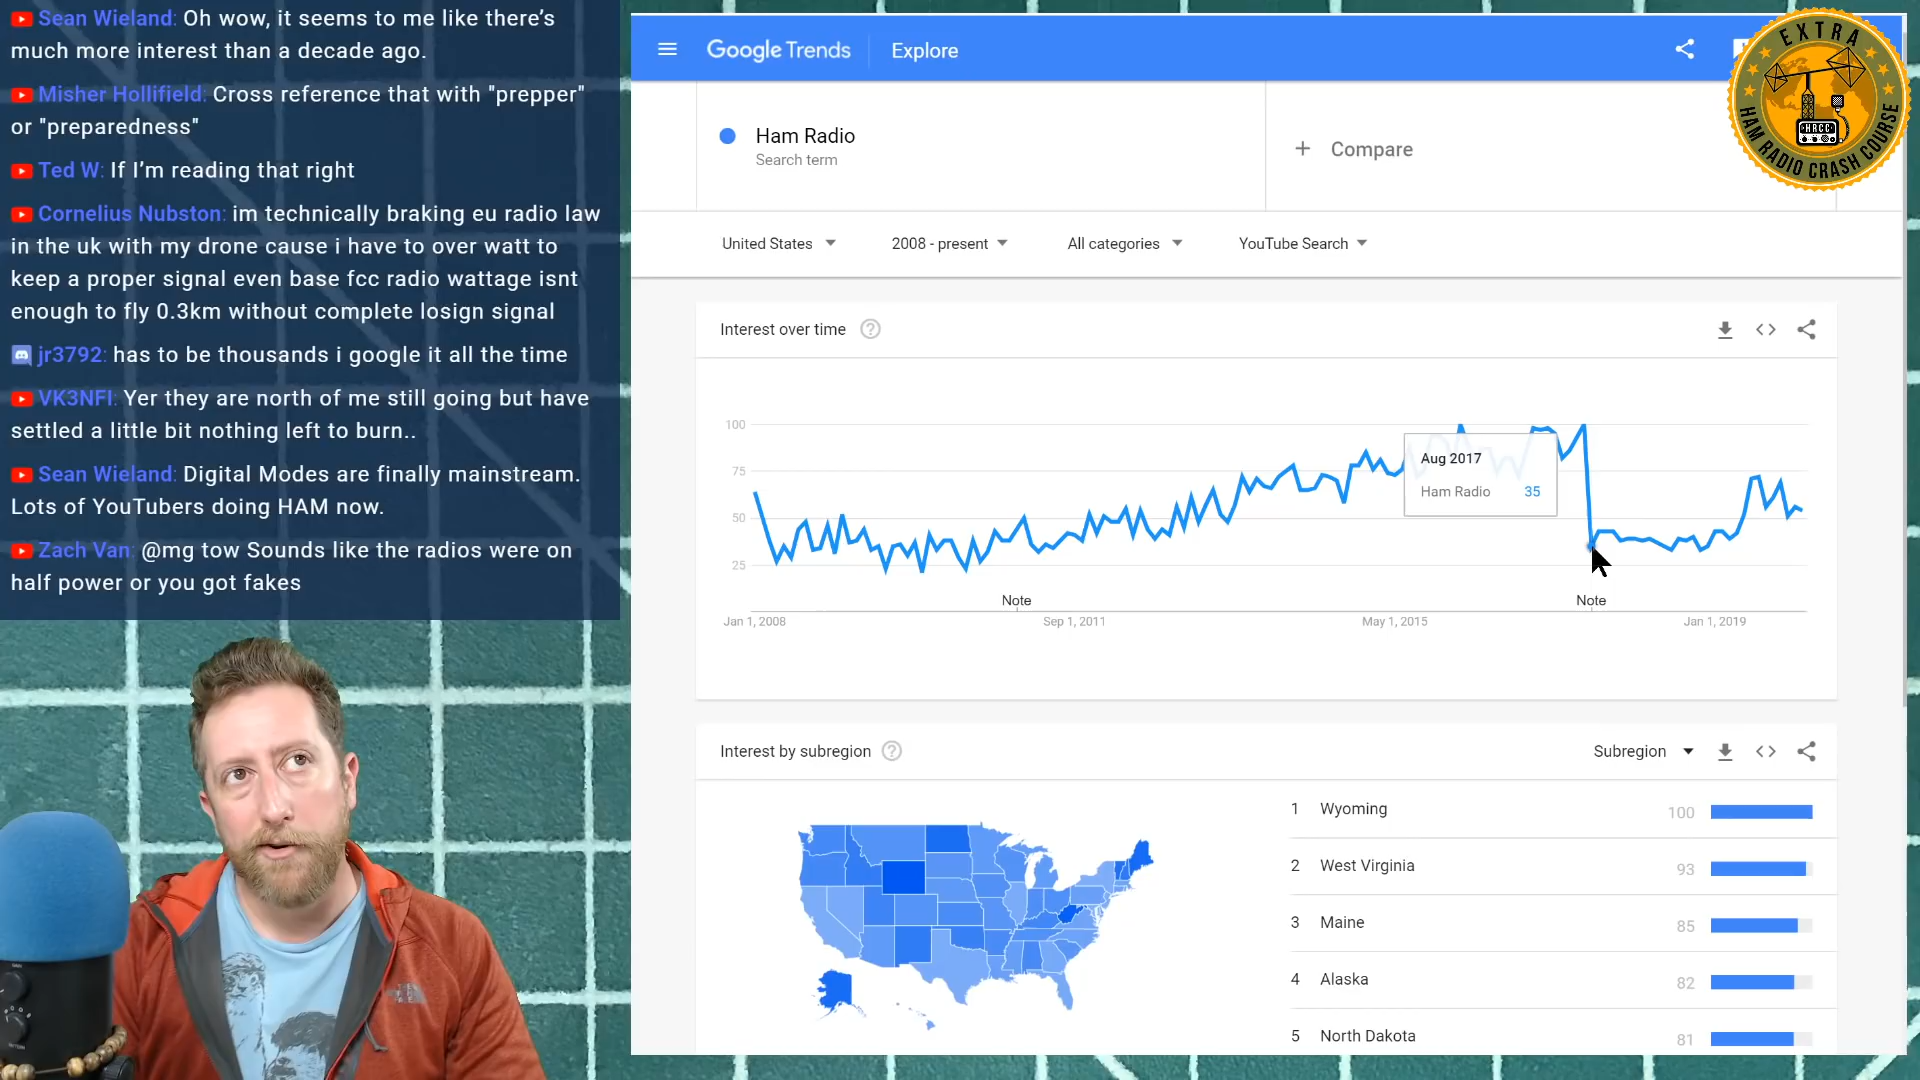 Sean Wieland: Oh wow, it seems to me like there's
much more interest than a decade ago.
Misher Hollifield: Cross reference that with "prepper"
or "preparedness"
Ted W: If I'm reading that right
Cornelius Nubston: im technically braking eu radio law
in the uk with my drone cause i have to over watt to
keep a proper signal even base fcc radio wattage isnt
enough to fly 0.3km without complete losign signal
jr3792: has to be thousands i google it all the time
VK3NFI: Yer they are north of me still going but have
settled a little bit nothing left to burn..
Sean Wieland: Digital Modes are finally mainstream.
Lots of YouTubers doing HAM now.
Zach Van: @mg tow Sounds like the radios were on
half power or you got fakes
Google Trends
Explore
EXTRA
HRCC
HAM RADIO CRASH COURSE
Ham Radio
Search term
+ Compare
United States
2008 - present
All categories
YouTube Search
Interest over time
100
75
50
25
Aug 2017
Ham Radio 35
Note
Note
Jan 1, 2008
Sep 1, 2011
May 1, 2015
Jan 1, 2019
Interest by subregion
Subregion
1 Wyoming 100
2 West Virginia 93
3 Maine 85
4 Alaska 82
5 North Dakota 81